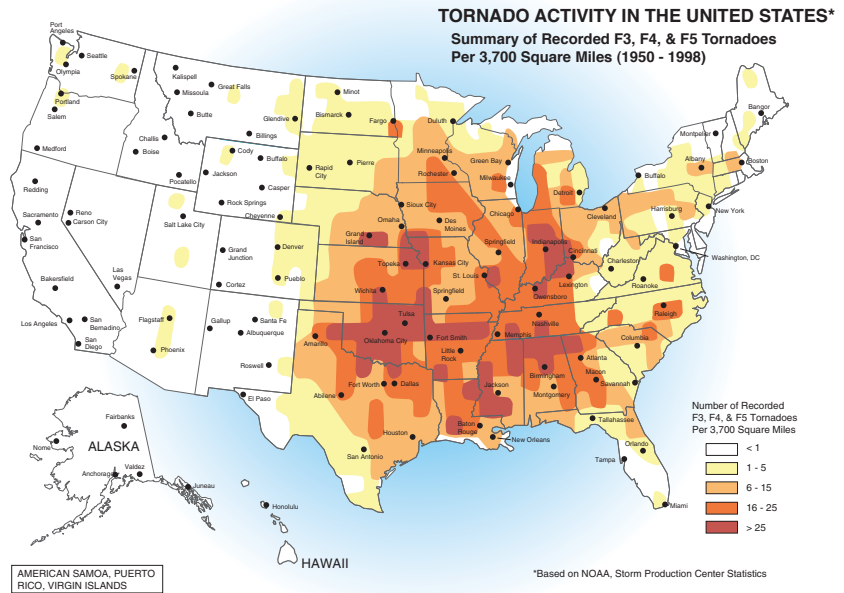 TORNADO ACTIVITY IN THE UNITED STATES*
Summary of Recorded F3, F4, & F5 Tornadoes
Per 3,700 Square Miles (1950 - 1998)
Port
Angeles
Seattle
Olympia
Spokane
Portland
Salem
Medford
Kalispell
Missoula
Great Falls
Butte
Glendive
Billings
Challis
Boise
Pocatello
Cody
Buffalo
Jackson
Casper
Rock Springs
Cheyenne
Minot
Bismarck
Fargo
Duluth
Rapid
City
Pierre
Minneapolis
Rochester
Green Bay
Milwaukee
Detroit
Chicago
Cleveland
Buffalo
Albany
Montpelier
Bangor
Boston
New York
Harrisburg
Washington, DC
Redding
Sacramento
San
Francisco
Reno
Carson City
Bakersfield
Las
Vegas
Los Angeles
San
Bernadino
San
Diego
Salt Lake City
Grand
Junction
Cortez
Denver
Pueblo
Flagstaff
Phoenix
Gallup
Santa Fe
Albuquerque
Roswell
El Paso
Sioux City
Omaha
Des
Moines
Grand
Island
Topeka
Kansas City
Wichita
Springfield
St. Louis
Springfield
Indianapolis
Cincinnati
Lexington
Owensboro
Charleston
Roanoke
Raleigh
Nashville
Memphis
Columbia
Tulsa
Oklahoma City
Fort Smith
Little
Rock
Amarillo
Abilene
Fort Worth
Dallas
Houston
San Antonio
Jackson
Baton
Rouge
New Orleans
Birmingham
Montgomery
Atlanta
Macon
Savannah
Tallahassee
Orlando
Tampa
Miami
Fairbanks
Nome
ALASKA
Anchorage
Valdez
Juneau
Honolulu
HAWAII
Number of Recorded
F3, F4, & F5 Tornadoes
Per 3,700 Square Miles
< 1
1 - 5
6 - 15
16 - 25
> 25
AMERICAN SAMOA, PUERTO
RICO, VIRGIN ISLANDS
*Based on NOAA, Storm Production Center Statistics